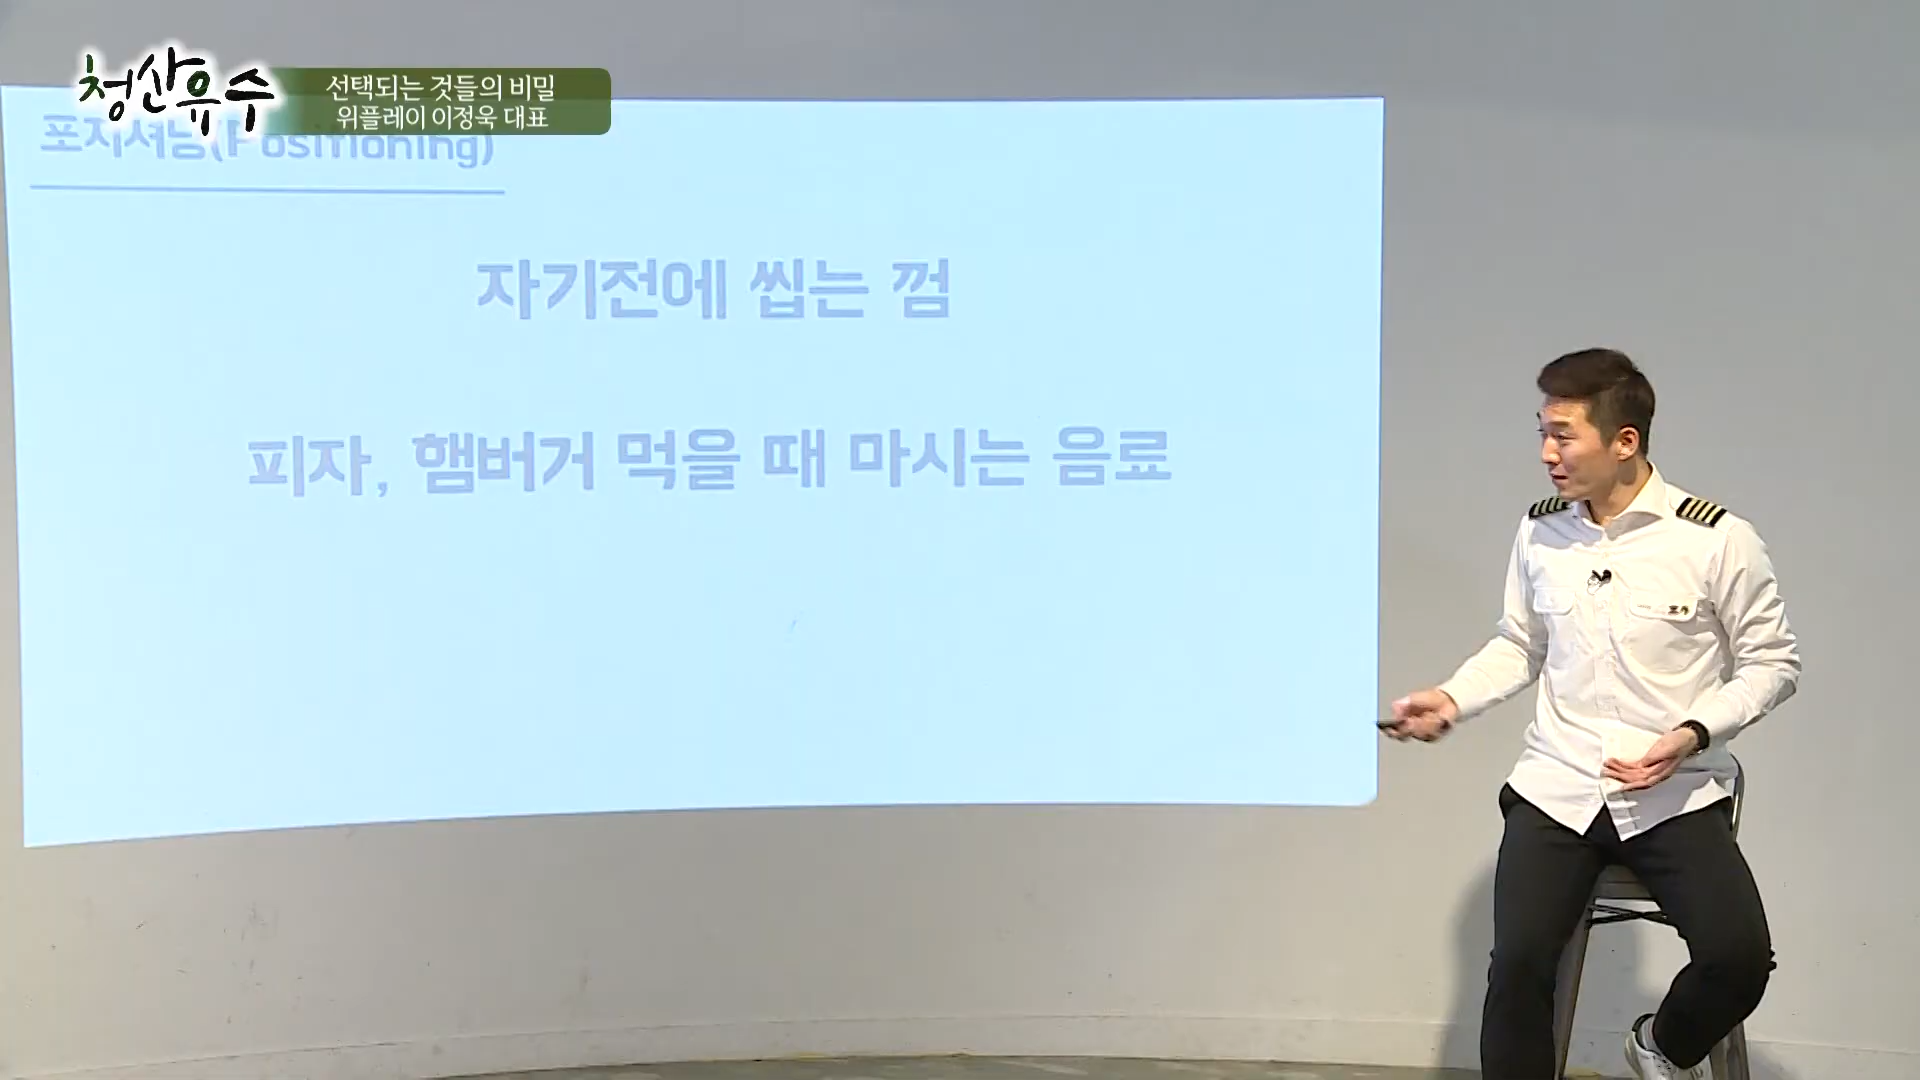 청산유수
선택되는 것들의 비밀
위플레이 이정욱 대표
포지셔닝(Positioning)
자기전에 씹는 껌
피자, 햄버거 먹을 때 마시는 음료